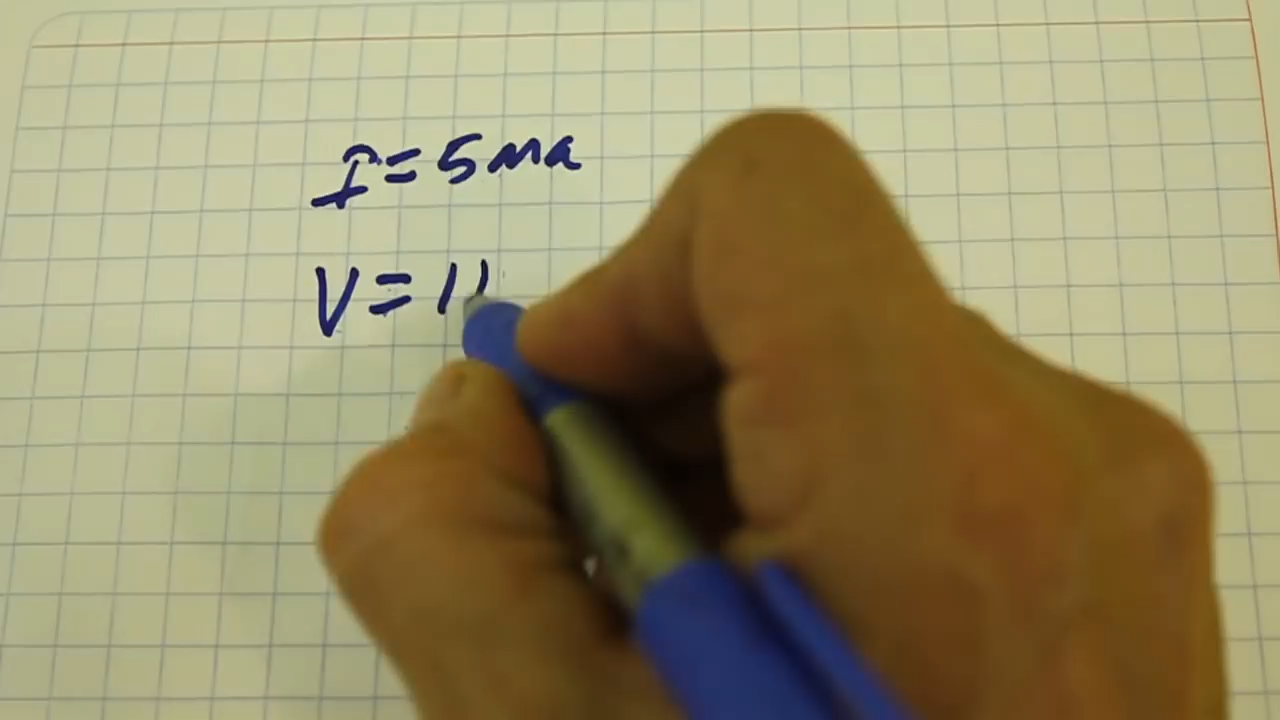 I = 5ma
V = 11